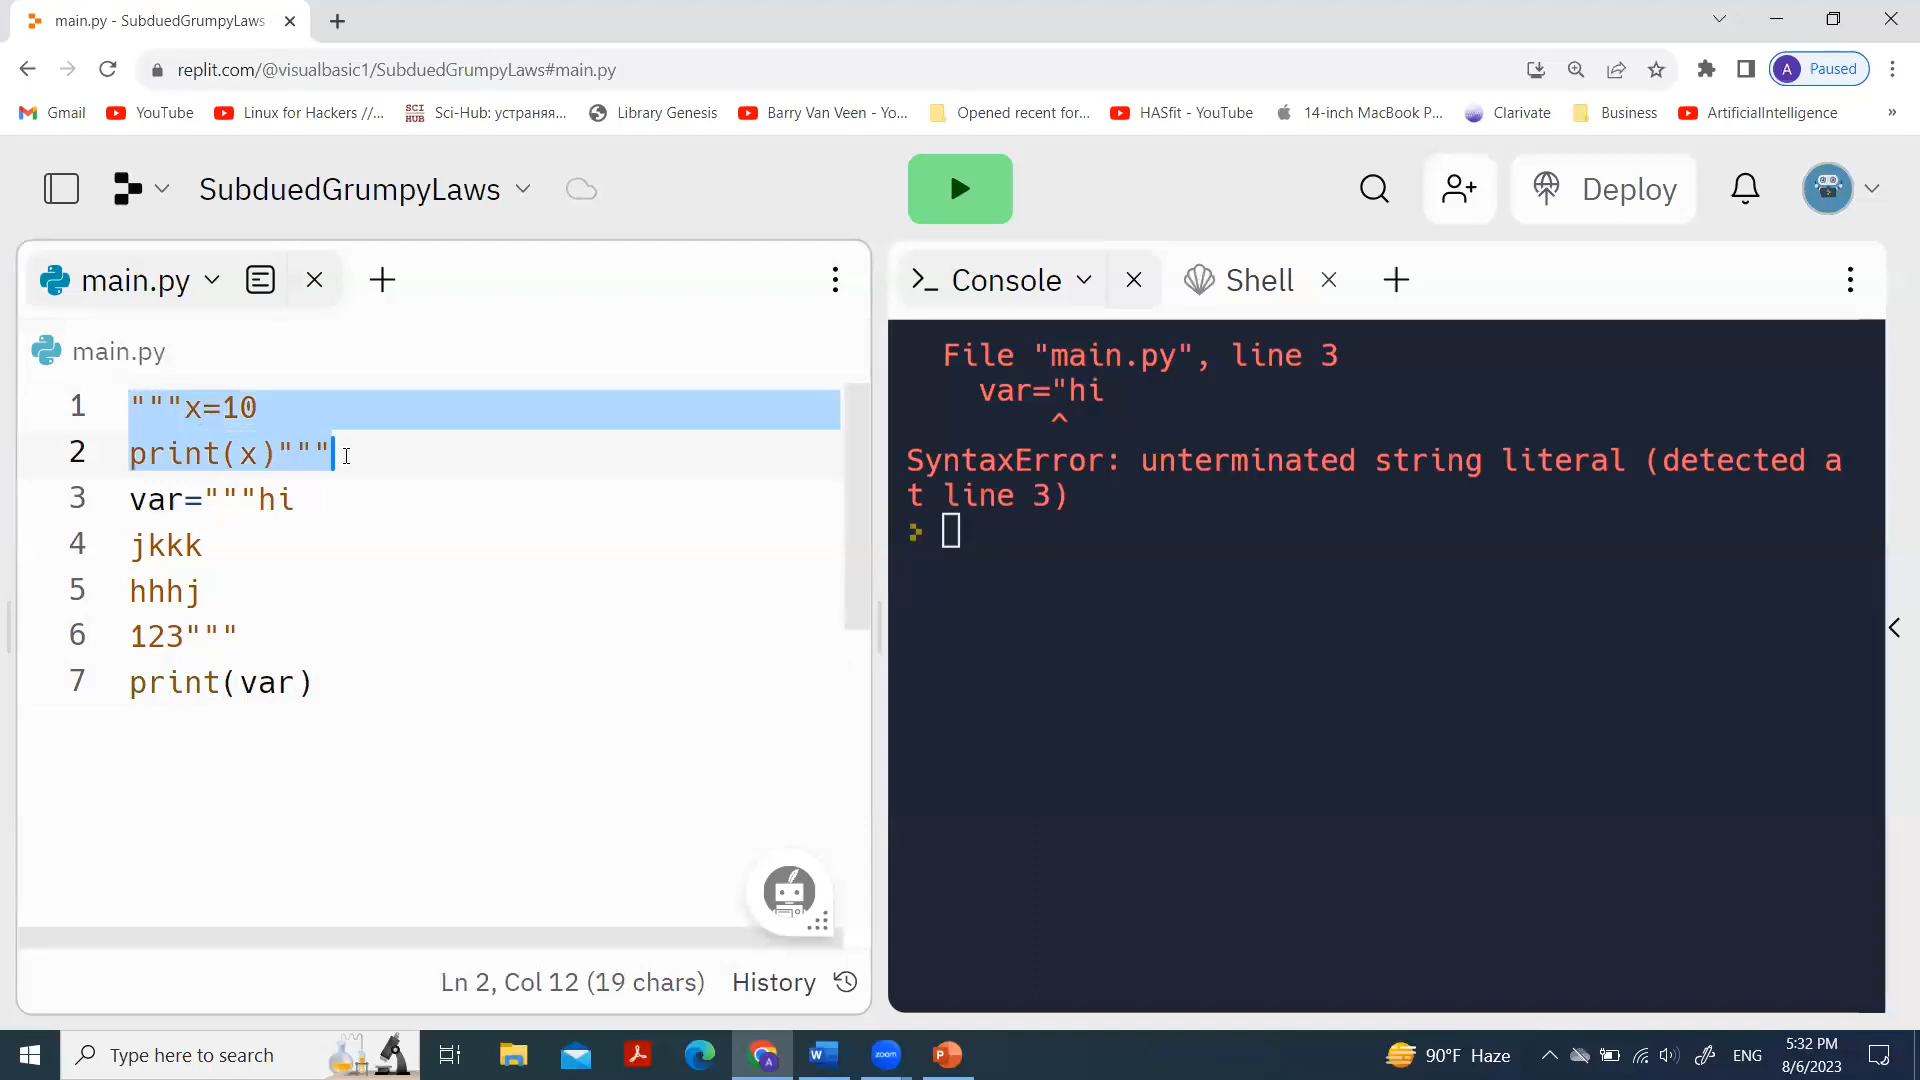 main.py - SubduedGrumpyLaws
replit.com/@visualbasic1/SubduedGrumpyLaws#main.py
A Paused
Gmail YouTube Linux for Hackers //... SCI HUB Sci-Hub: устраняя... Library Genesis Barry Van Veen - Yo... Opened recent for... HASfit - YouTube 14-inch MacBook P... Clarivate Business ArtificialIntelligence »
SubduedGrumpyLaws
Deploy
main.py
Console Shell
main.py
1 """x=10
2 print(x)"""
3 var="""hi
4 jkkk
5 hhhj
6 123"""
7 print(var)
File "main.py", line 3
var="hi
^
SyntaxError: unterminated string literal (detected a
t line 3)
Ln 2, Col 12 (19 chars) History
Type here to search
zoom
90°F Haze
ENG
5:32 PM
8/6/2023